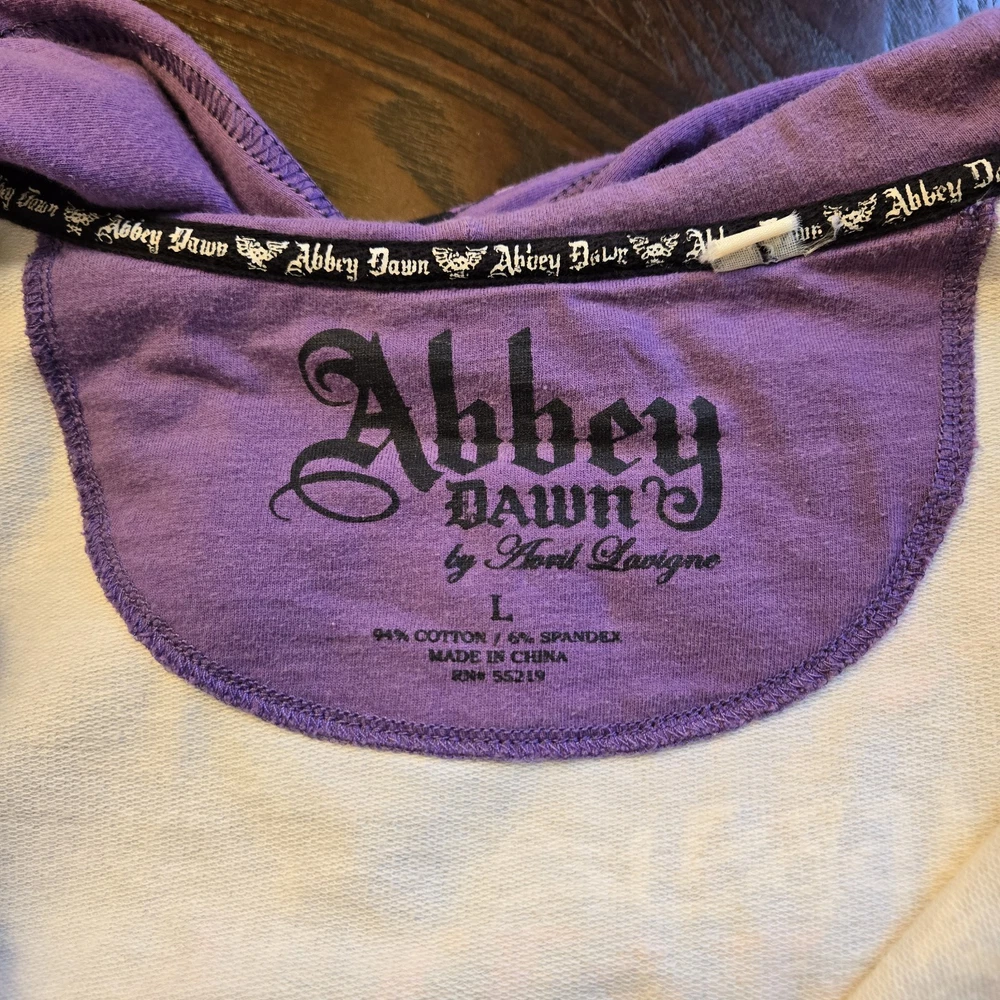 Abbey Dawn Abbey Dawn Abbey Dawn Abbey
Abbey
DAWN
by Avril Lavigne
L
94% COTTON / 6% SPANDEX
MADE IN CHINA
RN# 55219